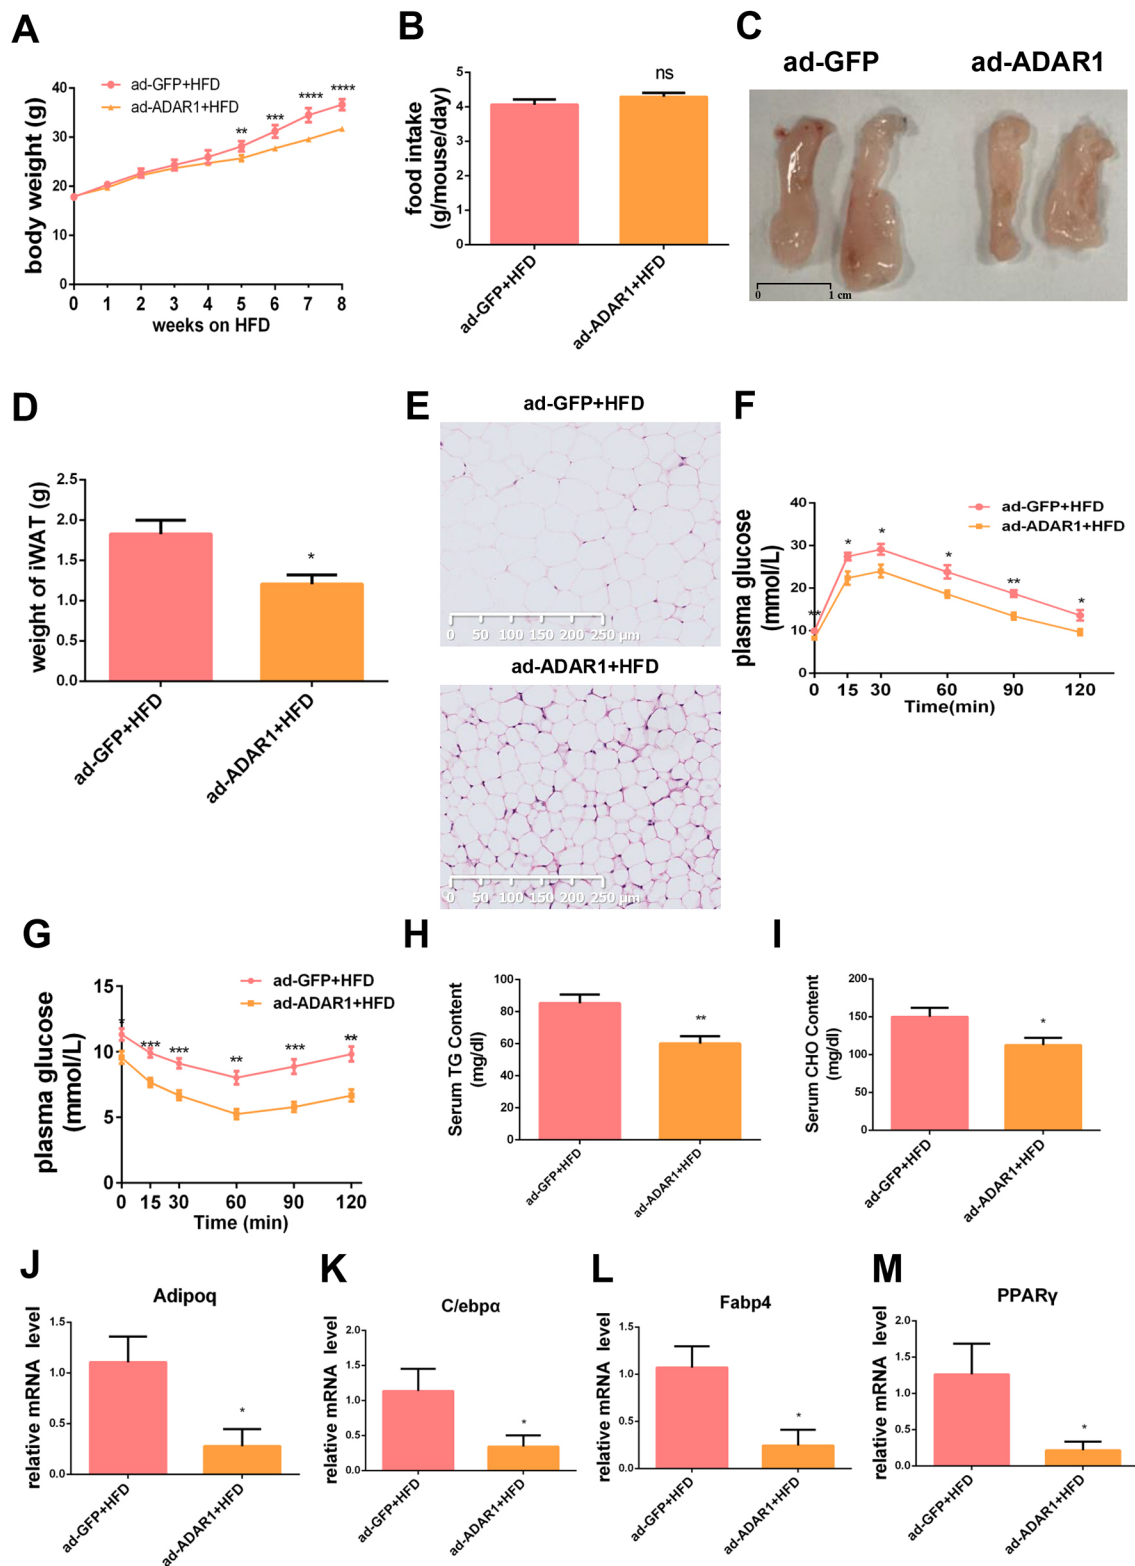 A
ad-GFP+HFD
ad-ADAR1+HFD
body weight (g)
40
30
20
10
0
** *** **** ****
0 1 2 3 4 5 6 7 8
weeks on HFD
B
food intake
(g/mouse/day)
5
4
3
2
1
0
ns
ad-GFP+HFD
ad-ADAR1+HFD
C
ad-GFP ad-ADAR1
0 1 cm
D
weight of iWAT (g)
2.5
2.0
1.5
1.0
0.5
0.0
*
ad-GFP+HFD
ad-ADAR1+HFD
E
ad-GFP+HFD
0 50 100 150 200 250 µm
ad-ADAR1+HFD
0 50 100 150 200 250 µm
F
ad-GFP+HFD
ad-ADAR1+HFD
plasma glucose
(mmol/L)
40
30
20
10
0
** * * * ** *
0 15 30 60 90 120
Time(min)
G
ad-GFP+HFD
ad-ADAR1+HFD
plasma glucose
(mmol/L)
15
10
5
0
* *** *** ** *** **
0 15 30 60 90 120
Time (min)
H
Serum TG Content
(mg/dl)
100
80
60
40
20
0
**
ad-GFP+HFD
ad-ADAR1+HFD
I
Serum CHO Content
(mg/dl)
200
150
100
50
0
*
ad-GFP+HFD
ad-ADAR1+HFD
J
Adipoq
relative mRNA level
1.5
1.0
0.5
0.0
*
ad-GFP+HFD
ad-ADAR1+HFD
K
C/ebpα
relative mRNA level
2.0
1.5
1.0
0.5
0.0
*
ad-GFP+HFD
ad-ADAR1+HFD
L
Fabp4
relative mRNA level
1.5
1.0
0.5
0.0
*
ad-GFP+HFD
ad-ADAR1+HFD
M
PPARγ
relative mRNA level
2.0
1.5
1.0
0.5
0.0
*
ad-GFP+HFD
ad-ADAR1+HFD